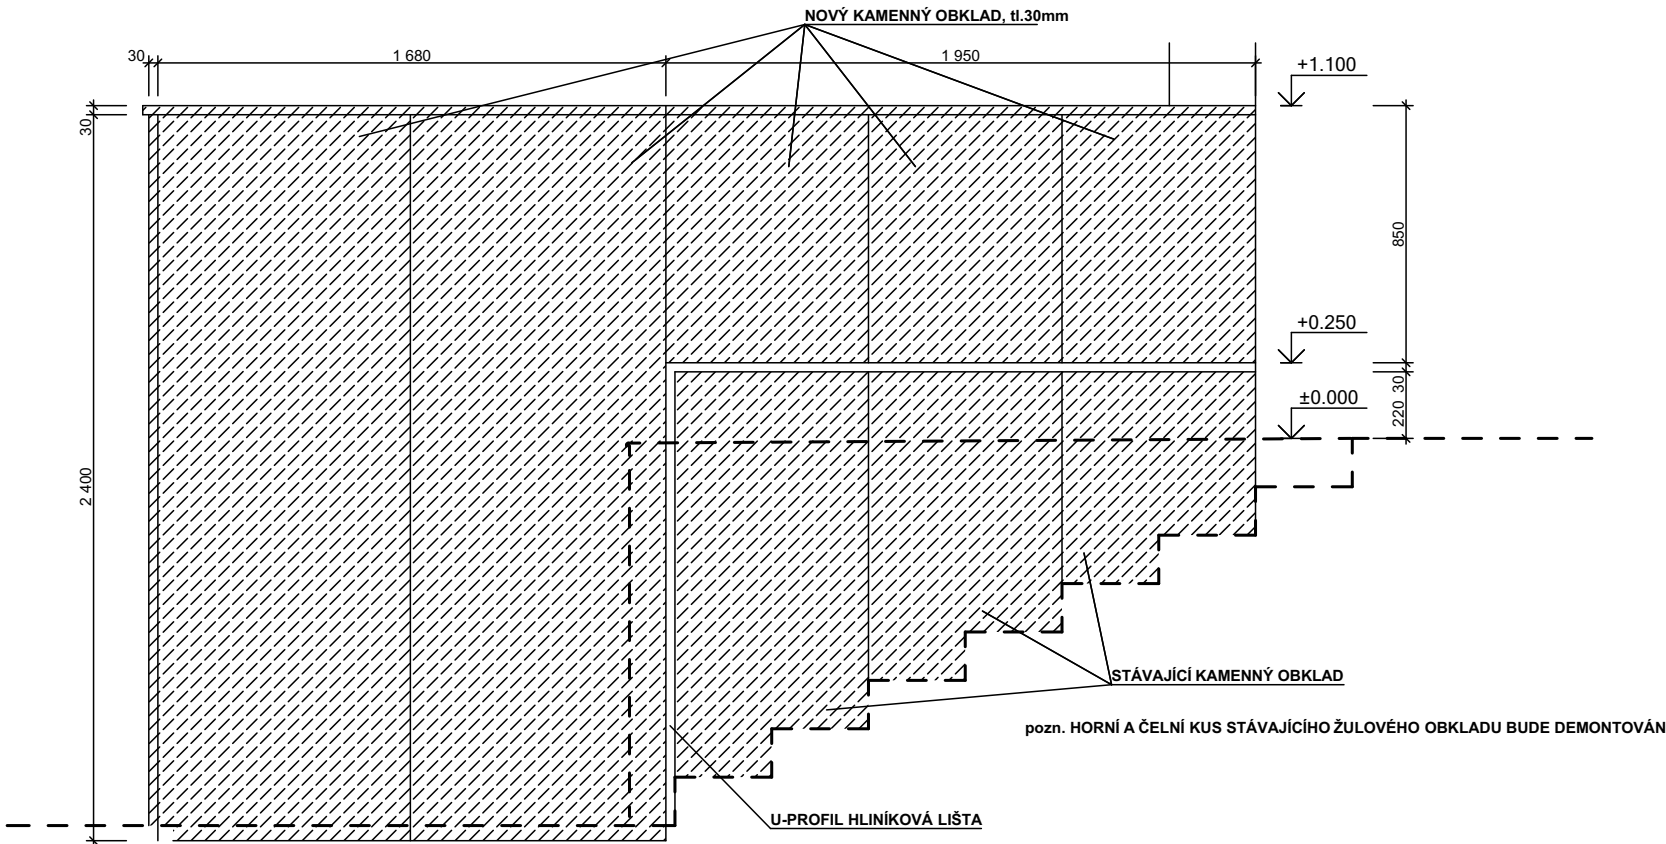 NOVÝ KAMENNÝ OBKLAD, tl.30mm
30
1 680
1 950
+1.100
30
850
+0.250
30
±0.000
220
2 400
STÁVAJÍCÍ KAMENNÝ OBKLAD
pozn. HORNÍ A ČELNÍ KUS STÁVAJÍCÍHO ŽULOVÉHO OBKLADU BUDE DEMONTOVÁN
U-PROFIL HLINÍKOVÁ LIŠTA